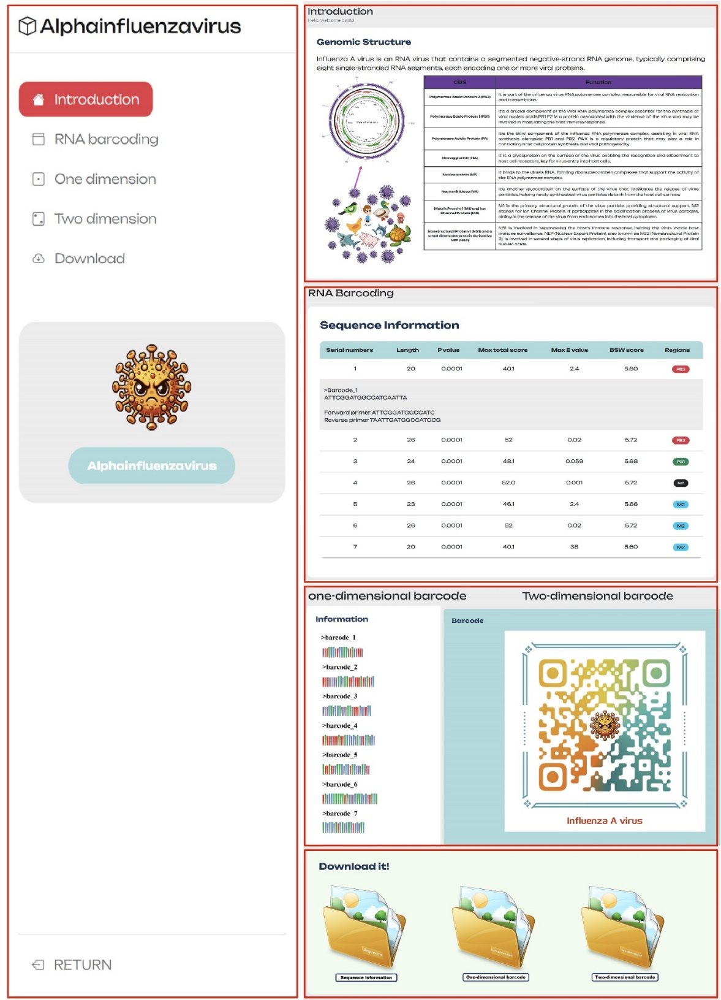 Alphainfluenzavirus
Introduction
RNA barcoding
One dimension
Two dimension
Download
Alphainfluenzavirus
RETURN
Introduction
Hello, welcome back!
Genomic Structure
Influenza A virus is an RNA virus that contains a segmented negative-strand RNA genome, typically comprising
eight single-stranded RNA segments, each encoding one or more viral proteins.
CDS Function
Polymerase Basic Protein 2 (PB2)
It is part of the influenza virus RNA polymerase complex responsible for viral RNA replication
and transcription.
Polymerase Basic Protein 1 (PB1)
It's a crucial component of the viral RNA polymerase complex essential for the synthesis of
viral nucleic acids.PB1-F2 is a protein associated with the virulence of the virus and may be
involved in modulating the host immune response.
Polymerase Acidic Protein (PA)
It's the third component of the influenza RNA polymerase complex, assisting in viral RNA
synthesis alongside PB1 and PB2. PA-X is a regulatory protein that may play a role in
controlling host cell protein synthesis and viral pathogenicity.
Hemagglutinin (HA)
It is a glycoprotein on the surface of the virus enabling the recognition and attachment to
host cell receptors, key for virus entry into host cells.
Nucleoprotein (NP)
It binds to the virus's RNA, forming ribonucleoprotein complexes that support the activity of
the RNA polymerase complex.
Neuraminidase (NA)
It's another glycoprotein on the surface of the virus that facilitates the release of virus
particles, helping newly synthesized virus particles detach from the host cell surface.
Matrix Protein 1 (M1) and Ion
Channel Protein (M2)
M1 is the primary structural protein of the virus particle, providing structural support. M2
stands for Ion Channel Protein. It participates in the acidification process of virus particles,
aiding in the release of the virus from endosomes into the host cytoplasm.
Nonstructural Protein 1 (NS1) and a
small ribonucleoprotein derivative
NEP (NS2)
NS1 is involved in suppressing the host's immune response, helping the virus evade host
immune surveillance. NEP (Nuclear Export Protein), also known as NS2 (Nonstructural Protein
2), is involved in several steps of virus replication, including transport and packaging of viral
nucleic acids.
RNA Barcoding
Sequence Information
Serial numbers Length P value Max total score Max E value BSW score Regions
1 20 0.0001 40.1 2.4 5.60 PB2
>Barcode_1
ATTCGGATGGCCATCAATTA
Forward primer ATTCGGATGGCCATC
Reverse primer TAATTGATGGCCATCCG
2 26 0.0001 52 0.02 5.72 PB2
3 24 0.0001 48.1 0.059 5.68 PB1
4 26 0.0001 52.0 0.001 5.72 NP
5 23 0.0001 46.1 2.4 5.66 M2
6 26 0.0001 52 0.02 5.72 M2
7 20 0.0001 40.1 38 5.60 M2
one-dimensional barcode
Information
>barcode_1
>barcode_2
>barcode_3
>barcode_4
>barcode_5
>barcode_6
>barcode_7
Two-dimensional barcode
Barcode
Influenza A virus
Download it!
Sequence information
One-dimensional barcode
Two-dimensional barcode